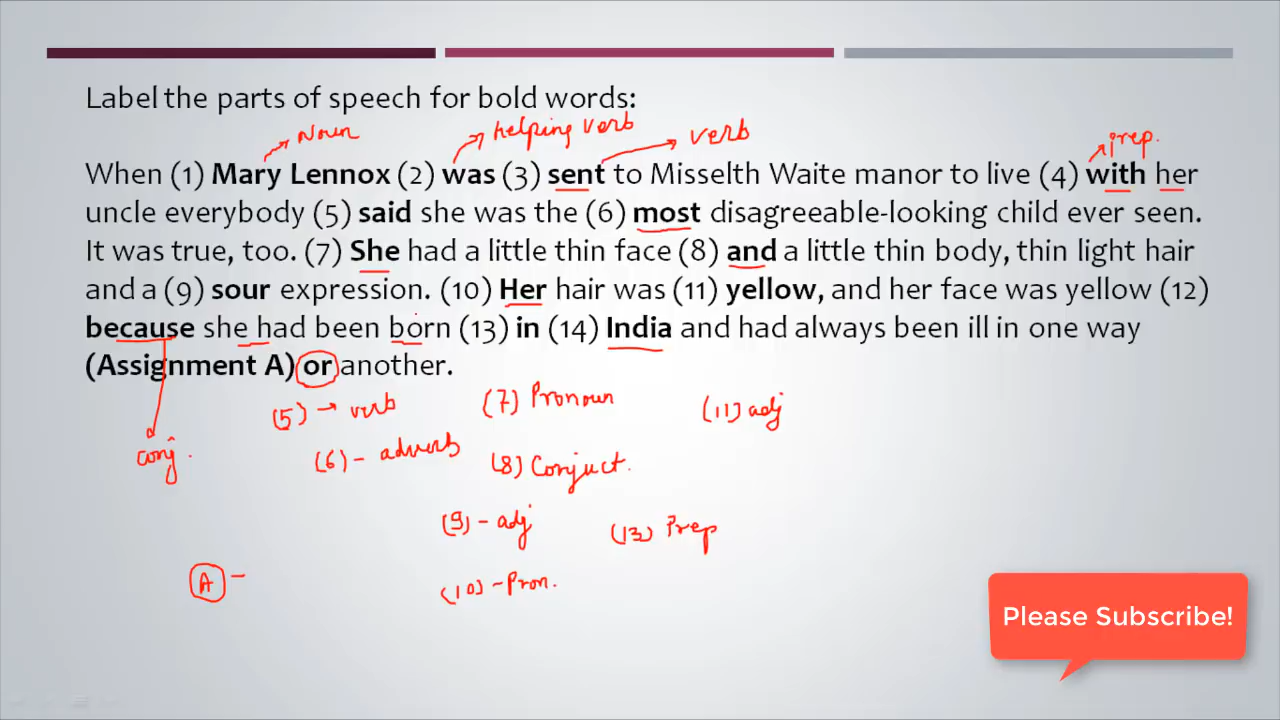 Label the parts of speech for bold words:
Noun
helping verb
verb
prep.
When (1) Mary Lennox (2) was (3) sent to Misselth Waite manor to live (4) with her
uncle everybody (5) said she was the (6) most disagreeable-looking child ever seen.
It was true, too. (7) She had a little thin face (8) and a little thin body, thin light hair
and a (9) sour expression. (10) Her hair was (11) yellow, and her face was yellow (12)
because she had been born (13) in (14) India and had always been ill in one way
(Assignment A) or another.
(5) → verb
(7) Pronoun
(11) adj
conj.
(6) - adverb
(8) Conjuct.
(9) - adj
(13) Prep
A -
(10) - Pron.
Please Subscribe!